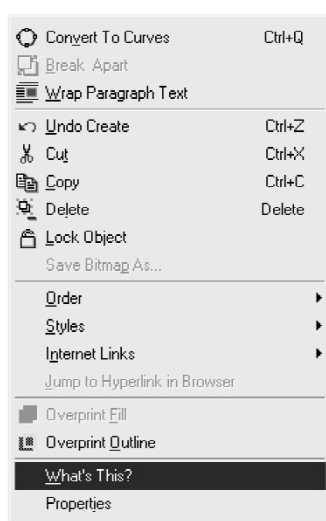 Convert To Curves Ctrl+Q
Break Apart
Wrap Paragraph Text
Undo Create Ctrl+Z
Cut Ctrl+X
Copy Ctrl+C
Delete Delete
Lock Object
Save Bitmap As...
Order
Styles
Internet Links
Jump to Hyperlink in Browser
Overprint Fill
Overprint Outline
What's This?
Properties